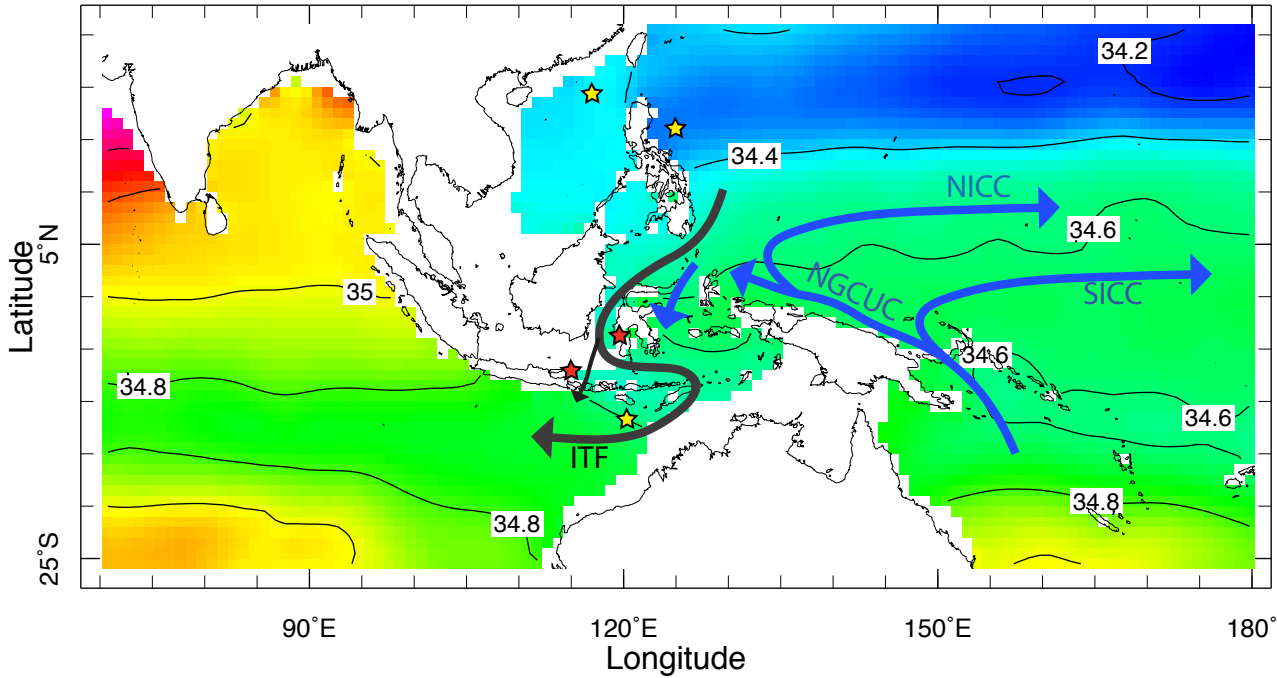 34.2
34.4
NICC
34.6
5˚N
Latitude
35
NGCUC
SICC
34.6
34.8
34.6
ITF
34.8
34.8
25˚S
90˚E
120˚E
150˚E
180˚
Longitude